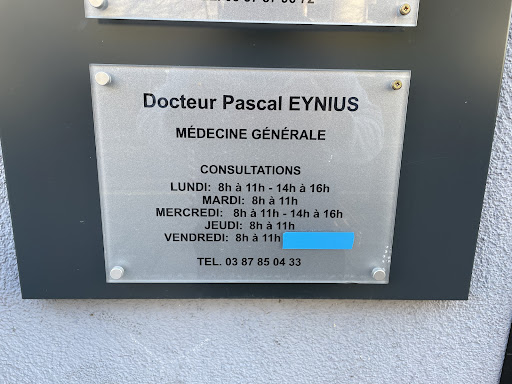 Docteur Pascal EYNIUS
MÉDECINE GÉNÉRALE
CONSULTATIONS
LUNDI: 8h à 11h - 14h à 16h
MARDI: 8h à 11h
MERCREDI: 8h à 11h - 14h à 16h
JEUDI: 8h à 11h
VENDREDI: 8h à 11h
TEL. 03 87 85 04 33